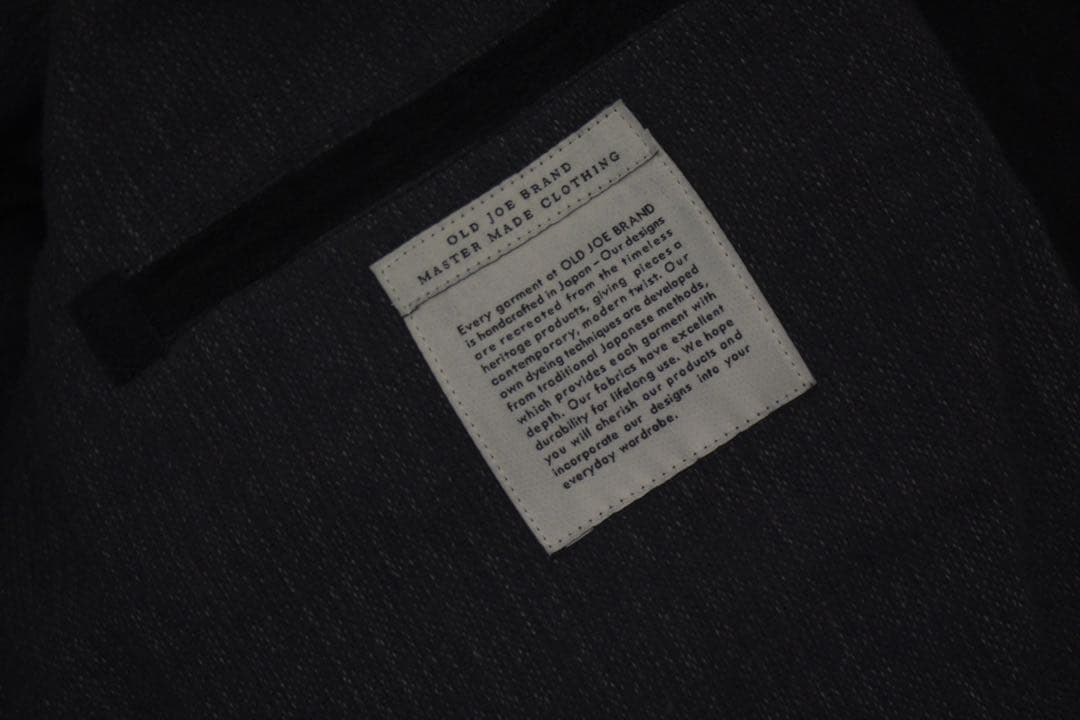 OLD JOE BRAND
MASTER MADE CLOTHING
Every garment at OLD JOE BRAND
is handcrafted in Japan - Our designs
are recreated from the timeless
heritage products, giving pieces a
contemporary, modern twist. Our
own dyeing techniques are developed
from traditional Japanese methods,
which provides each garment with
depth. Our fabrics have excellent
durability for lifelong use. We hope
you will cherish our products and
incorporate our designs into your
everyday wardrobe.